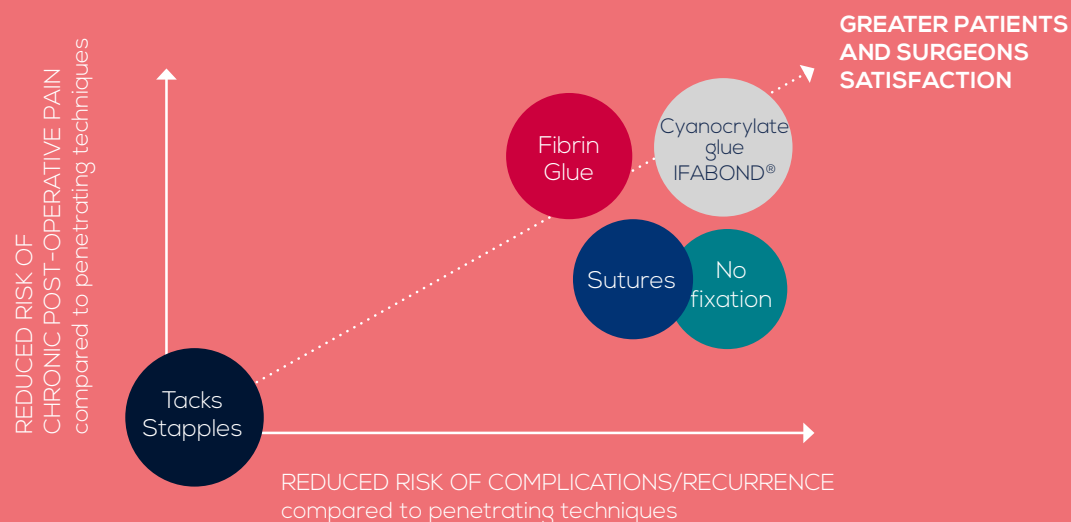 GREATER PATIENTS
AND SURGEONS
SATISFACTION
REDUCED RISK OF
CHRONIC POST-OPERATIVE PAIN
compared to penetrating techniques
Fibrin
Glue
Cyanocrylate
glue
IFABOND®
Sutures
No
fixation
Tacks
Stapples
REDUCED RISK OF COMPLICATIONS/RECURRENCE
compared to penetrating techniques